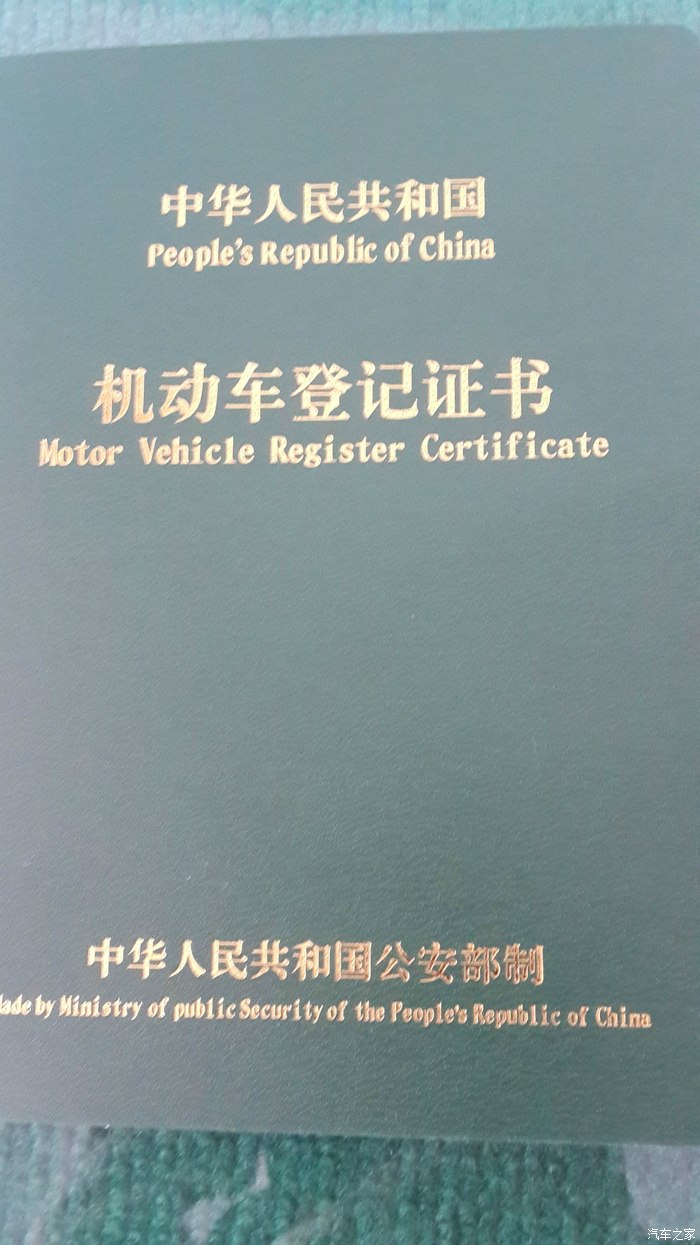 中华人民共和国
People's Republic of China
机动车登记证书
Motor Vehicle Register Certificate
中华人民共和国公安部制
by Ministry of public Security of the People's Republic of China
汽车之家